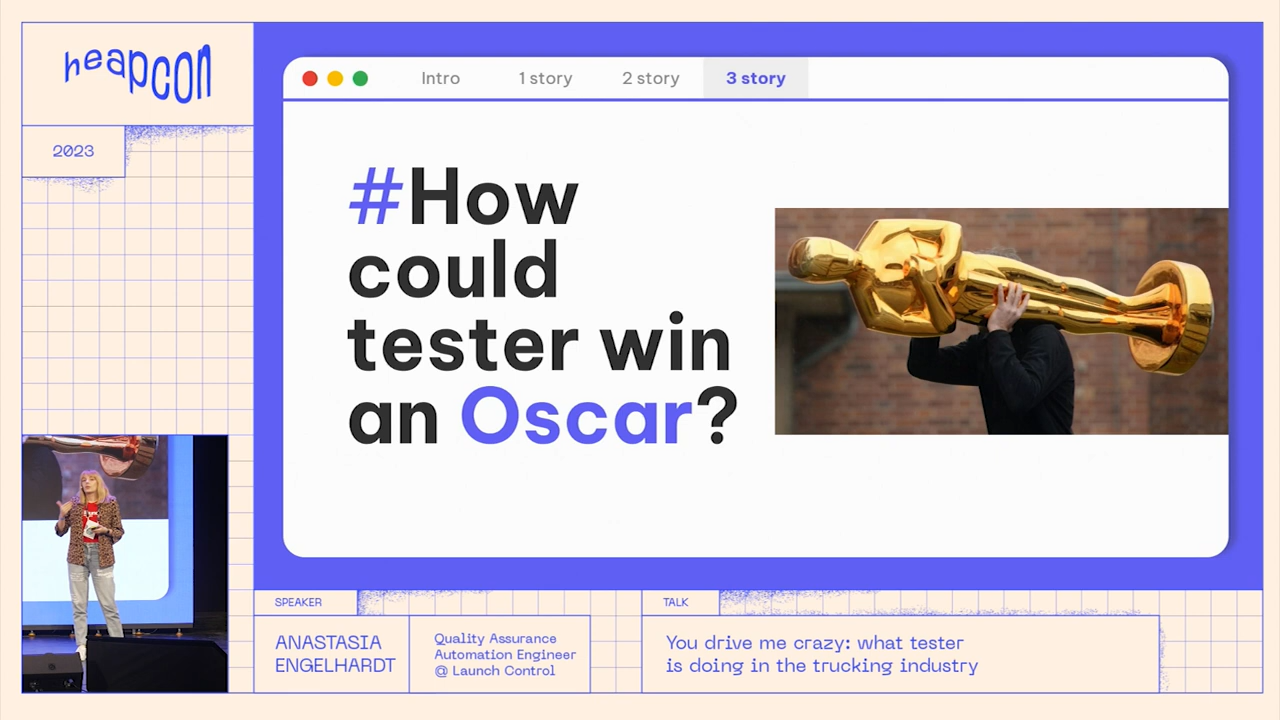 heapcon
2023
Intro
1 story
2 story
3 story
#How
could
tester win
an Oscar?
SPEAKER
ANASTASIA
ENGELHARDT
Quality Assurance
Automation Engineer
@ Launch Control
TALK
You drive me crazy: what tester
is doing in the trucking industry